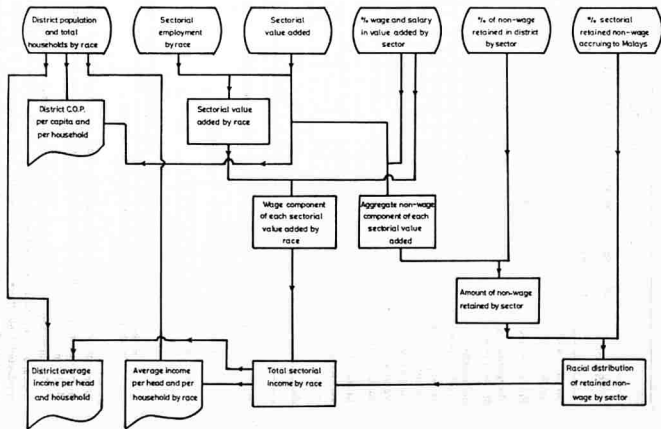 District population
and total
households by race
Sectorial
employment
by race
Sectorial
value added
% wage and salary
in value added by
sector
% of non-wage
retained in district
by sector
% sectorial
retained non-wage
accruing to Malays
District C.O.P.
per capita and
per household
Sectorial value
added by race
Wage component
of each sectorial
value added by
race
Aggregate non-wage
component of each
sectorial value
added
Amount of non-wage
retained by sector
District average
income per head
and household
Average income
per head and per
household by race
Total sectorial
income by race
Racial distribution
of retained non-
wage by sector